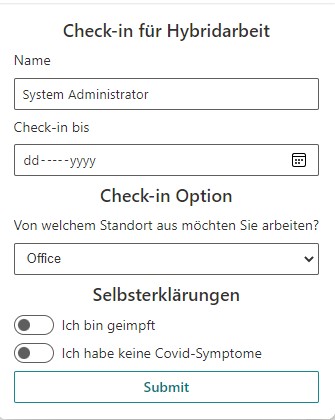 Check-in für Hybridarbeit
Name
System Administrator
Check-in bis
dd-----yyyy
Check-in Option
Von welchem Standort aus möchten Sie arbeiten?
Office
Selbsterklärungen
Ich bin geimpft
Ich habe keine Covid-Symptome
Submit